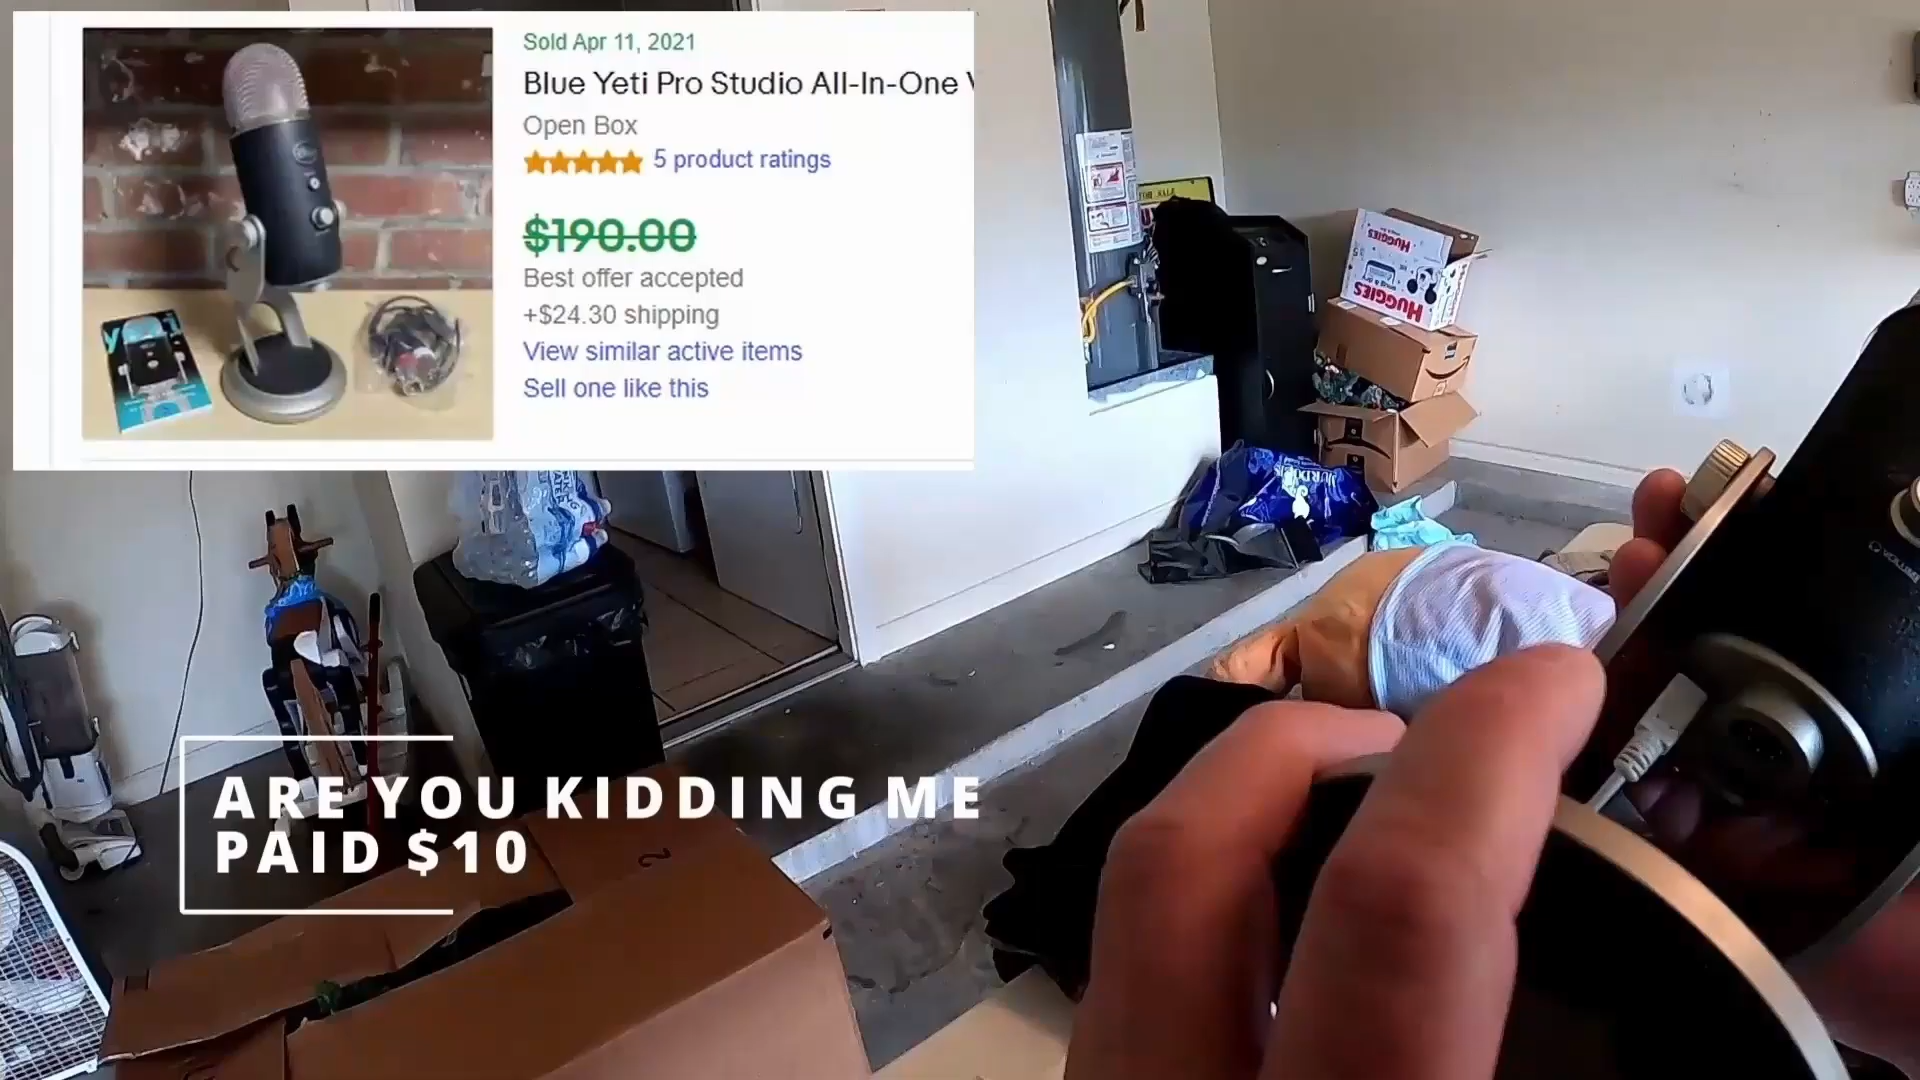 Sold Apr 11, 2021
Blue Yeti Pro Studio All-In-One
Open Box
5 product ratings
$190.00
Best offer accepted
+$24.30 shipping
View similar active items
Sell one like this
HUGGIES
HUGGIES
ARE YOU KIDDING ME
PAID $10